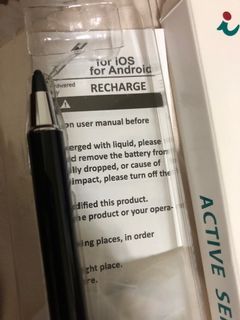 for iOS
for Android
RECHARGE
on user manual before
erged with liquid, please
d remove the battery from
lly dropped, or cause of
impact, please turn off the
dified this product.
e product or your opera-
ing places, in order
ght place.
re.
ACTIVE SE